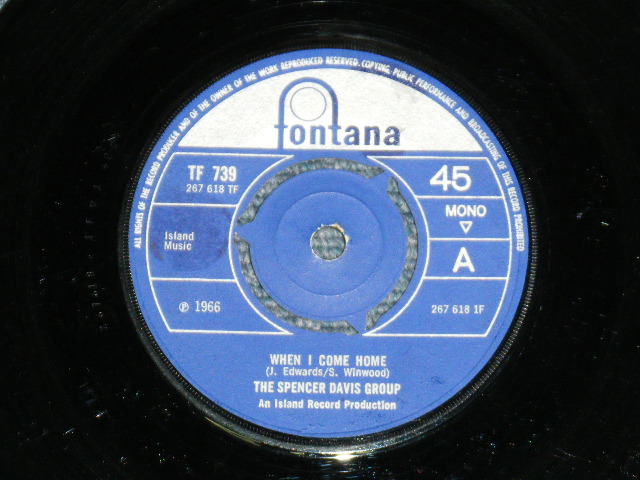 ALL RIGHTS OF THE RECORD PRODUCER AND OF THE OWNER OF THE WORK REPRODUCED RESERVED. COPYING, PUBLIC PERFORMANCE AND BROADCASTING OF THIS RECORD PROHIBITED
fontana
TF 739
267 618 TF
45
MONO
Island
Music
A
℗ 1966
267 618 1F
WHEN I COME HOME
(J. Edwards/S. Winwood)
THE SPENCER DAVIS GROUP
An Island Record Production